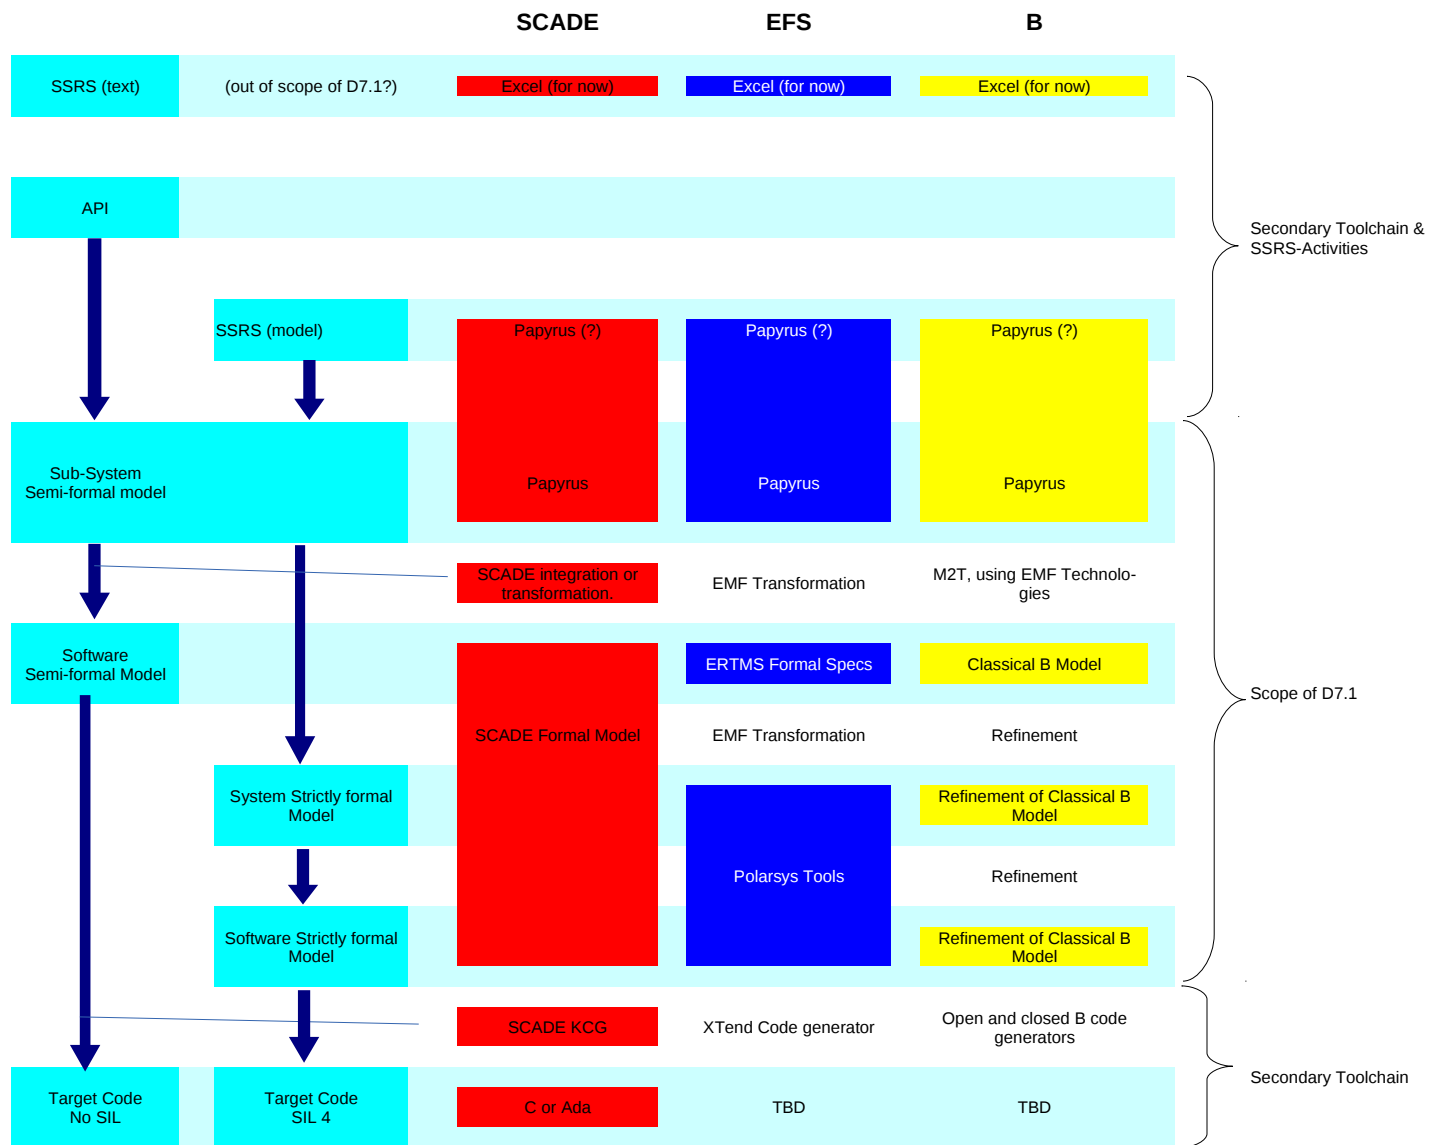 SCADE EFS B
SSRS (text) (out of scope of D7.1?) Excel (for now) Excel (for now) Excel (for now)
API
Secondary Toolchain &
SSRS-Activities
SSRS (model) Papyrus (?) Papyrus (?) Papyrus (?)
Sub-System
Semi-formal model
Papyrus Papyrus Papyrus
SCADE integration or
transformation.
EMF Transformation
M2T, using EMF Technolo-
gies
Software
Semi-formal Model
ERTMS Formal Specs Classical B Model
Scope of D7.1
SCADE Formal Model EMF Transformation Refinement
System Strictly formal
Model
Refinement of Classical B
Model
Polarsys Tools Refinement
Software Strictly formal
Model
Refinement of Classical B
Model
SCADE KCG XTend Code generator
Open and closed B code
generators
Secondary Toolchain
Target Code
No SIL
Target Code
SIL 4
C or Ada TBD TBD